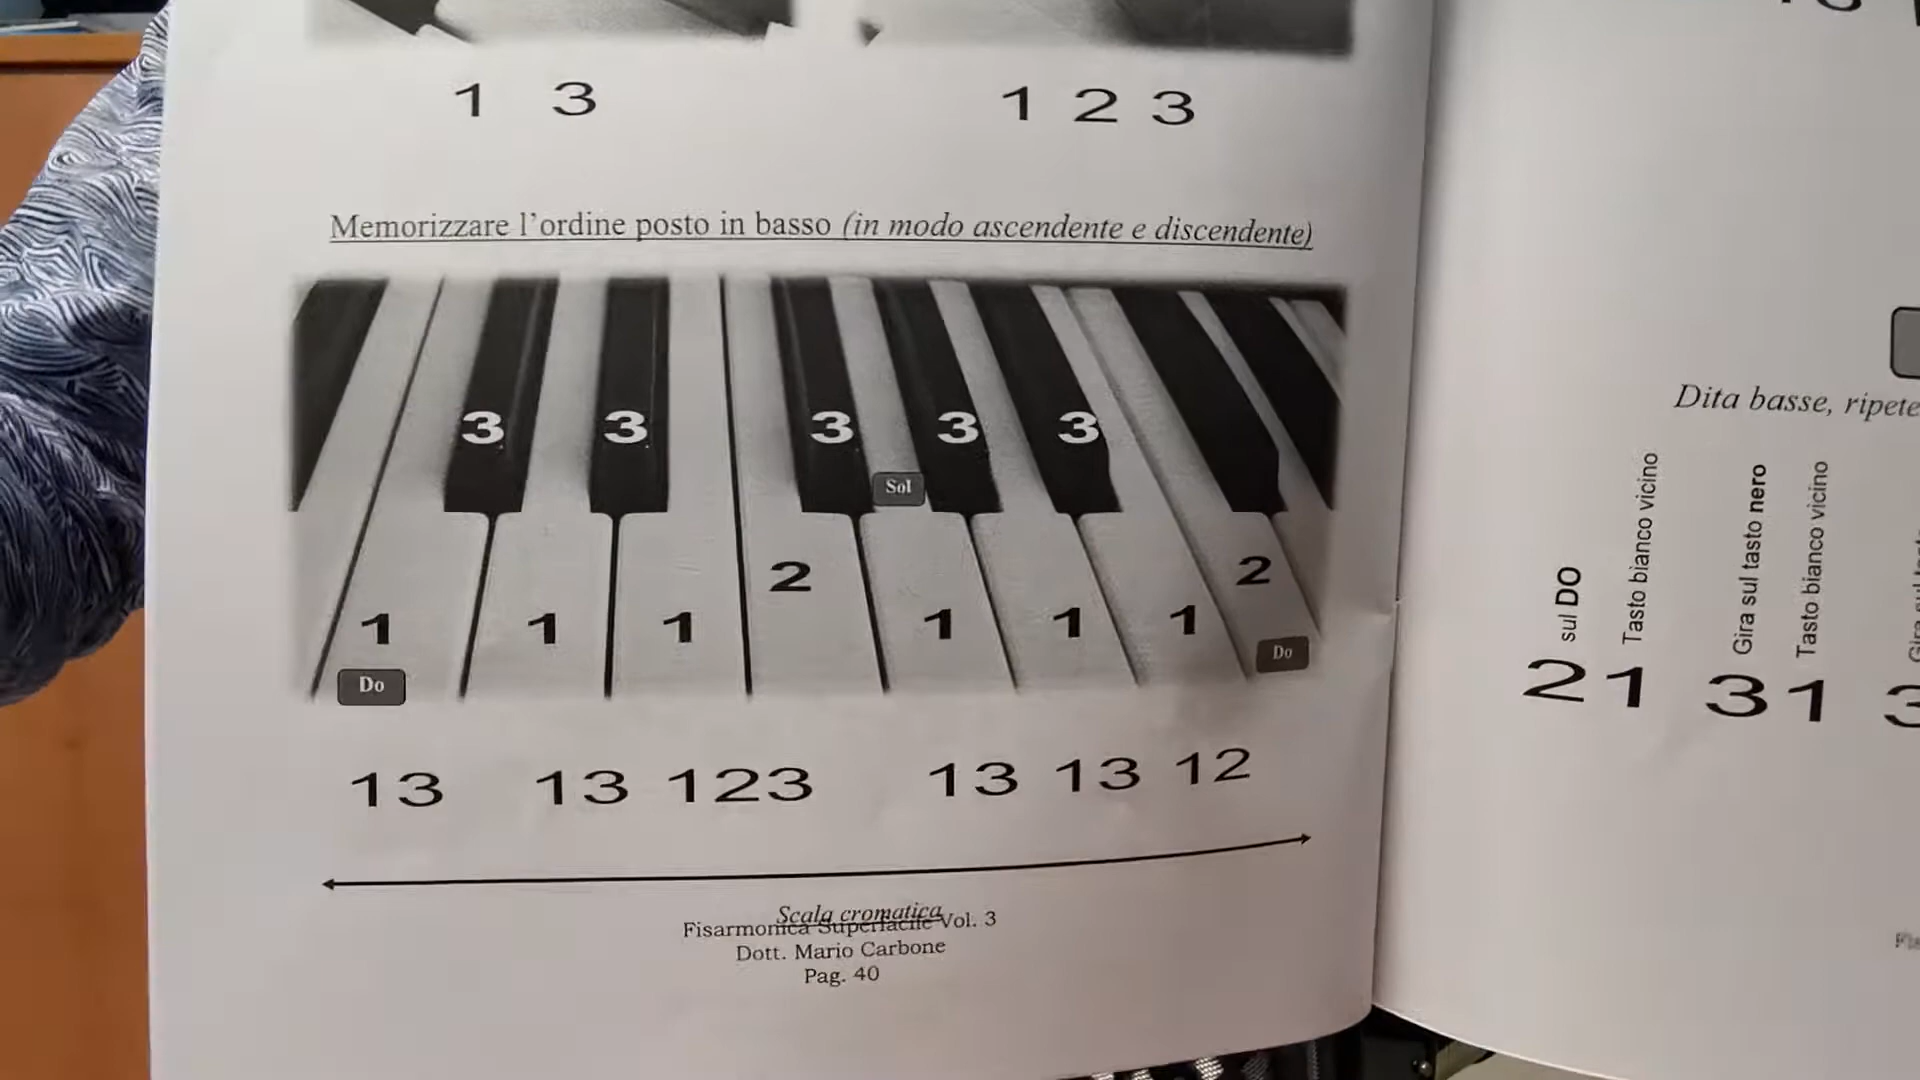 1 3
1 2 3
Memorizzare l'ordine posto in basso (in modo ascendente e discendente)
3 3 3 3 3
Sol
2 2
1 1 1 1 1 1
Do Do
13 13 123 13 13 12
Scala cromatica
Fisarmonica Superfacile Vol. 3
Dott. Mario Carbone
Pag. 40
Dita basse, ripete
sul DO
Tasto bianco vicino
Gira sul tasto nero
Tasto bianco vicino
2 1 3 1 3